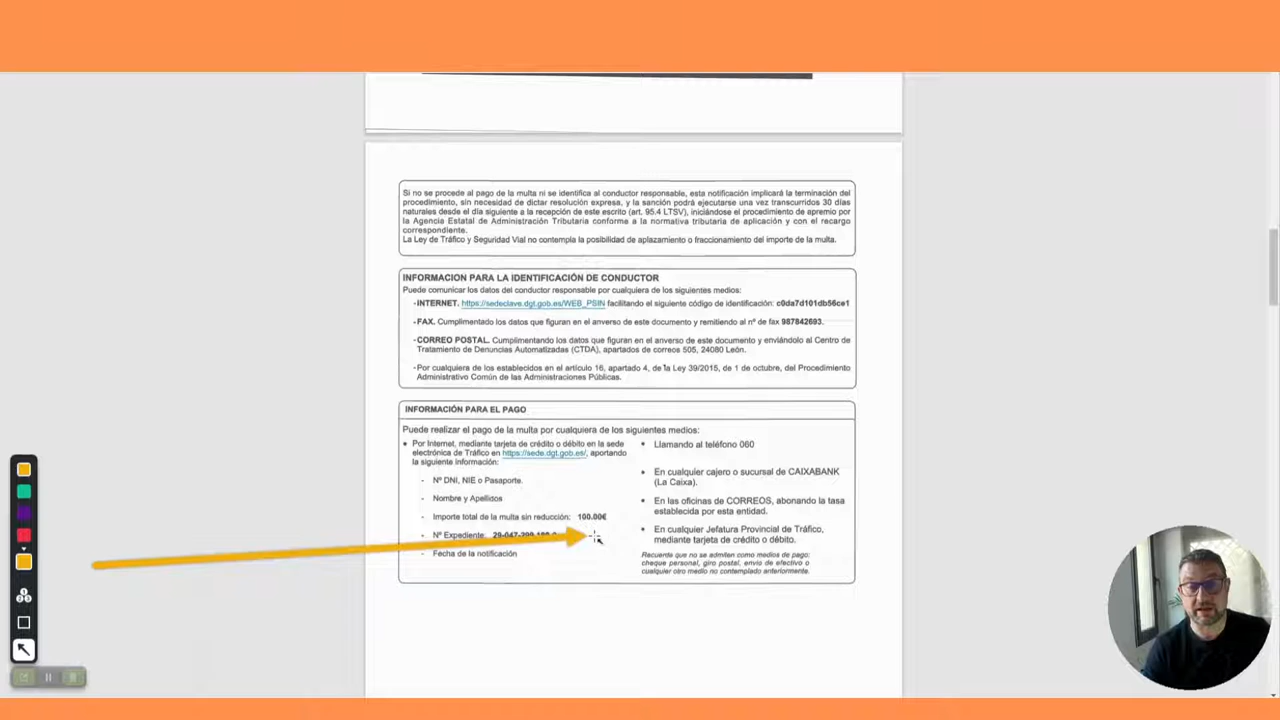 Si no se procede al pago de la multa ni se identifica al conductor responsable, esta notificación implicará la terminación del
procedimiento, sin necesidad de dictar resolución expresa, y la sanción podrá ejecutarse una vez transcurridos 30 días
naturales desde el día siguiente a la recepción de este escrito (art. 95.4 LTSV), iniciándose el procedimiento de apremio por
la Agencia Estatal de Administración Tributaria conforme a la normativa tributaria de aplicación y con el recargo
correspondiente.
La Ley de Tráfico y Seguridad Vial no contempla la posibilidad de aplazamiento o fraccionamiento del importe de la multa.
INFORMACION PARA LA IDENTIFICACIÓN DE CONDUCTOR
Puede comunicar los datos del conductor responsable por cualquiera de los siguientes medios:
-INTERNET. https://sedeclave.dgt.gob.es/WEB_PSIN facilitando el siguiente código de identificación: c0da7d101db56ce1
-FAX. Cumplimentado los datos que figuran en el anverso de este documento y remitiendo al nº de fax 987842693.
-CORREO POSTAL. Cumplimentando los datos que figuran en el anverso de este documento y enviándolo al Centro de
Tratamiento de Denuncias Automatizadas (CTDA), apartados de correos 505, 24080 León.
-Por cualquiera de los establecidos en el artículo 16, apartado 4, de la Ley 39/2015, de 1 de octubre, del Procedimiento
Administrativo Común de las Administraciones Públicas.
INFORMACIÓN PARA EL PAGO
Puede realizar el pago de la multa por cualquiera de los siguientes medios:
• Por Internet, mediante tarjeta de crédito o débito en la sede
electrónica de Tráfico en https://sede.dgt.gob.es/, aportando
la siguiente información:
- Nº DNI, NIE o Pasaporte.
- Nombre y Apellidos
- Importe total de la multa sin reducción: 100.00€
- Nº Expediente:
- Fecha de la notificación
• Llamando al teléfono 060
• En cualquier cajero o sucursal de CAIXABANK
(La Caixa).
• En las oficinas de CORREOS, abonando la tasa
establecida por esta entidad.
• En cualquier Jefatura Provincial de Tráfico,
mediante tarjeta de crédito o débito.
Recuerde que no se admiten como medios de pago:
cheque personal, giro postal, envío de efectivo o
cualquier otro medio no contemplado anteriormente.